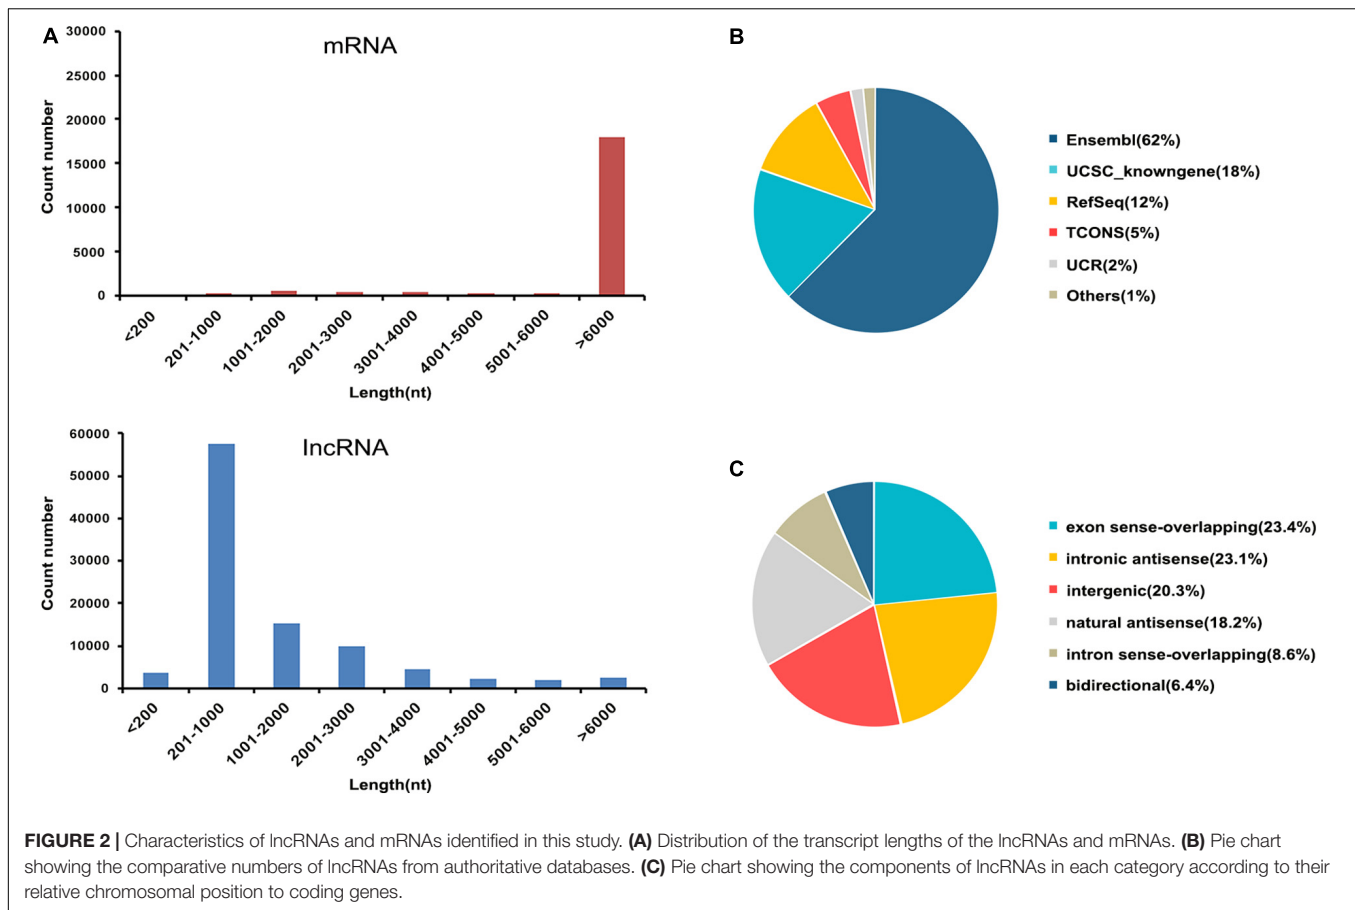 A
mRNA
30000
25000
20000
15000
10000
5000
0
Count number
<200
201-1000
1001-2000
2001-3000
3001-4000
4001-5000
5001-6000
>6000
Length(nt)
lncRNA
60000
50000
40000
30000
20000
10000
0
Count number
<200
201-1000
1001-2000
2001-3000
3001-4000
4001-5000
5001-6000
>6000
Length(nt)
B
Ensembl(62%)
UCSC_knowngene(18%)
RefSeq(12%)
TCONS(5%)
UCR(2%)
Others(1%)
C
exon sense-overlapping(23.4%)
intronic antisense(23.1%)
intergenic(20.3%)
natural antisense(18.2%)
intron sense-overlapping(8.6%)
bidirectional(6.4%)
FIGURE 2 | Characteristics of lncRNAs and mRNAs identified in this study. (A) Distribution of the transcript lengths of the lncRNAs and mRNAs. (B) Pie chart
showing the comparative numbers of lncRNAs from authoritative databases. (C) Pie chart showing the components of lncRNAs in each category according to their
relative chromosomal position to coding genes.